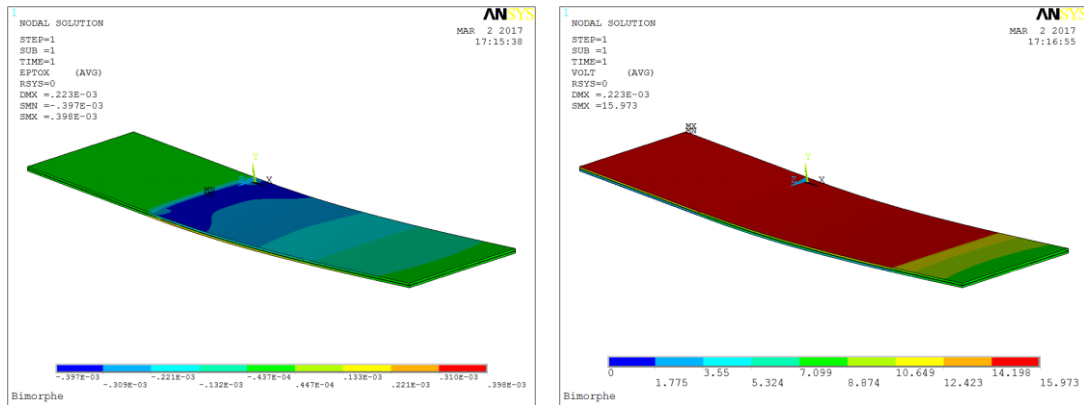 1
ANSYS
NODAL SOLUTION
MAR 2 2017
17:15:38
STEP=1
SUB =1
TIME=1
EPTOX (AVG)
RSYS=0
DMX =.223E-03
SMN =-.397E-03
SMX =.398E-03
Y
Z
X
MN
-.397E-03 -.221E-03 -.437E-04 .133E-03 .310E-03
-.309E-03 -.132E-03 .447E-04 .221E-03 .398E-03
Bimorphe
1
ANSYS
NODAL SOLUTION
MAR 2 2017
17:16:55
STEP=1
SUB =1
TIME=1
VOLT (AVG)
RSYS=0
DMX =.223E-03
SMX =15.973
MX
MN
Y
Z
X
0 3.55 7.099 10.649 14.198
1.775 5.324 8.874 12.423 15.973
Bimorphe